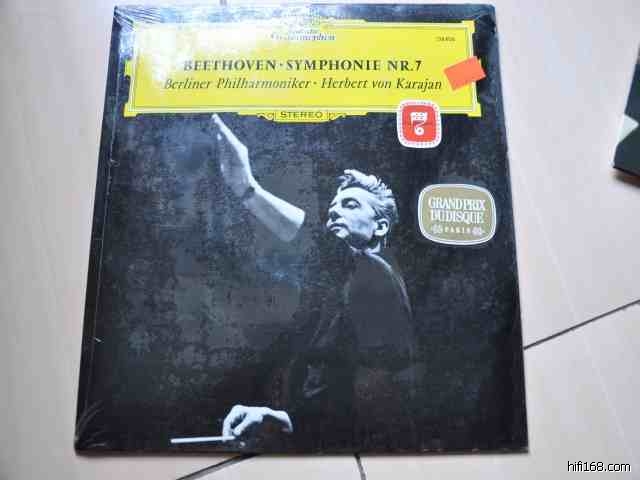 BEETHOVEN · SYMPHONIE NR.7
Berliner Philharmoniker · Herbert von Karajan
STEREO
GRAND PRIX
DU DISQUE
PARIS
hifi168.com